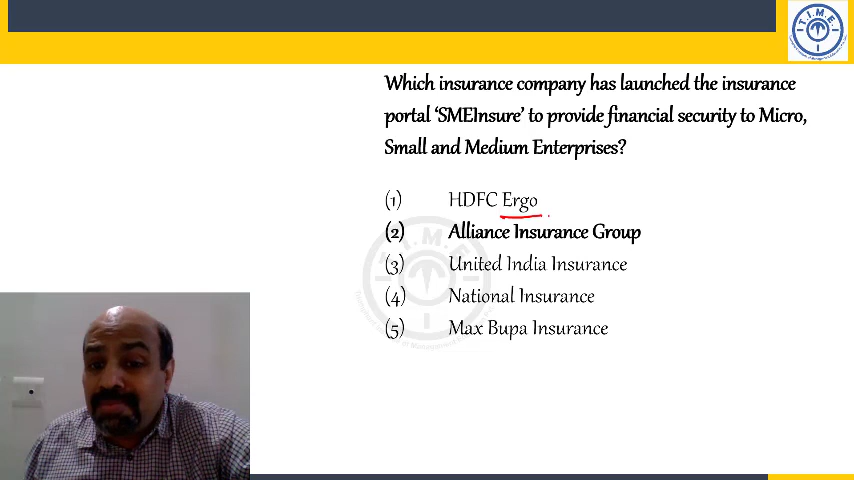 T.I.M.E.
Which insurance company has launched the insurance
portal ‘SMEInsure’ to provide financial security to Micro,
Small and Medium Enterprises?
(1) HDFC Ergo
(2) Alliance Insurance Group
(3) United India Insurance
(4) National Insurance
(5) Max Bupa Insurance